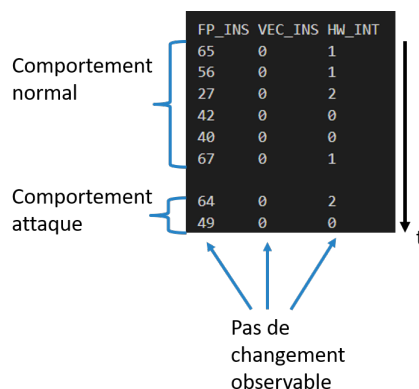 FP_INS VEC_INS HW_INT
65 0 1
56 0 1
27 2 0
42 0 0
40 0 0
67 0 1
64 0 2
49 0 0
Comportement
normal
Comportement
attaque
t
Pas de
changement
observable